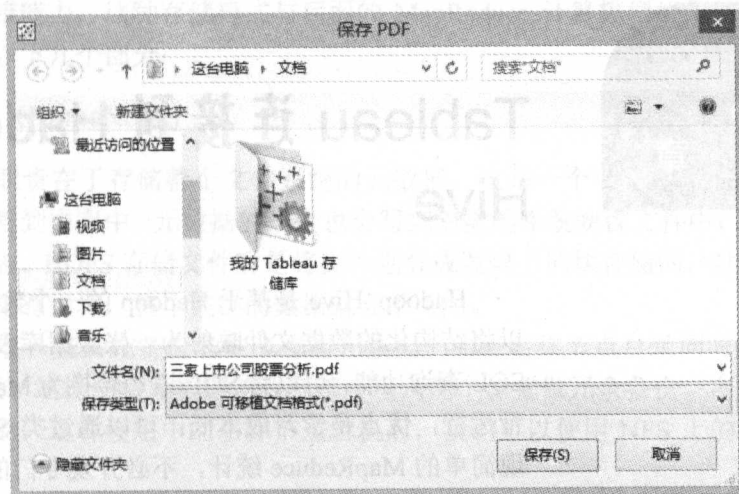 保存 PDF
这台电脑 文档
搜索"文档"
组织 新建文件夹
最近访问的位置
这台电脑
视频
图片
文档
下载
音乐
我的 Tableau 存
储库
文件名(N): 三家上市公司股票分析.pdf
保存类型(T): Adobe 可移植文档格式(*.pdf)
隐藏文件夹
保存(S) 取消